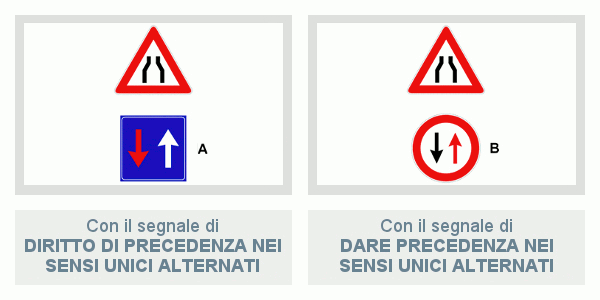 A
B
Con il segnale di
DIRITTO DI PRECEDENZA NEI
SENSI UNICI ALTERNATI
Con il segnale di
DARE PRECEDENZA NEI
SENSI UNICI ALTERNATI